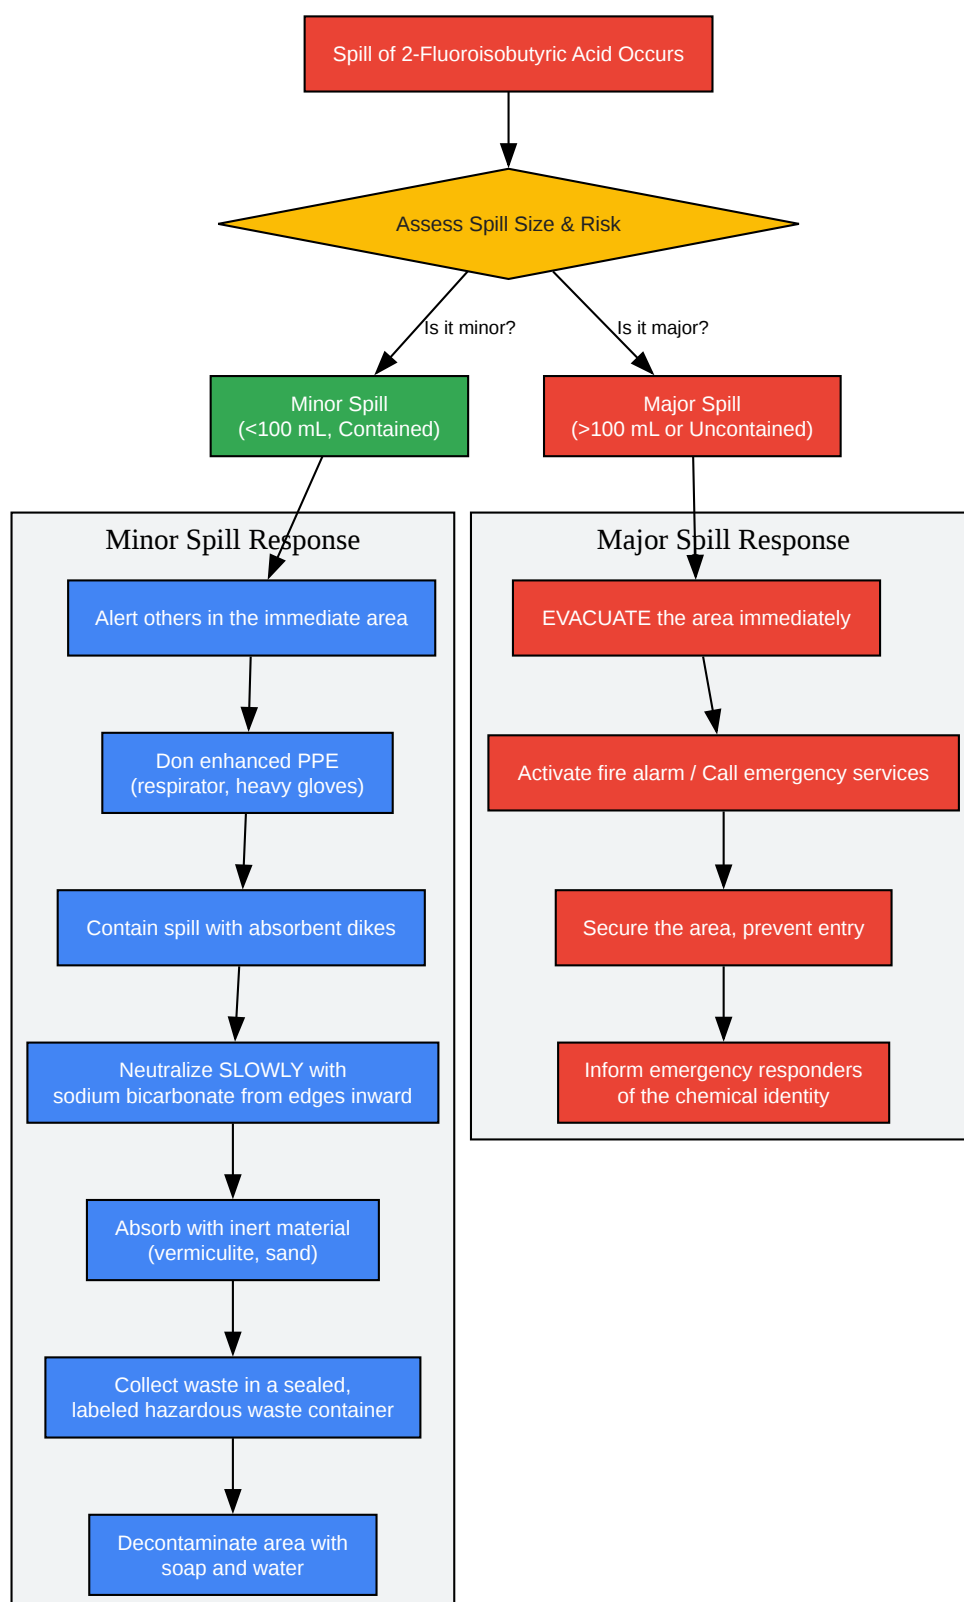 Spill of 2-Fluoroisobutyric Acid Occurs
Assess Spill Size & Risk
Is it minor?
Is it major?
Minor Spill
(<100 mL, Contained)
Major Spill
(>100 mL or Uncontained)
Minor Spill Response
Alert others in the immediate area
Don enhanced PPE
(respirator, heavy gloves)
Contain spill with absorbent dikes
Neutralize SLOWLY with
sodium bicarbonate from edges inward
Absorb with inert material
(vermiculite, sand)
Collect waste in a sealed,
labeled hazardous waste container
Decontaminate area with
soap and water
Major Spill Response
EVACUATE the area immediately
Activate fire alarm / Call emergency services
Secure the area, prevent entry
Inform emergency responders
of the chemical identity